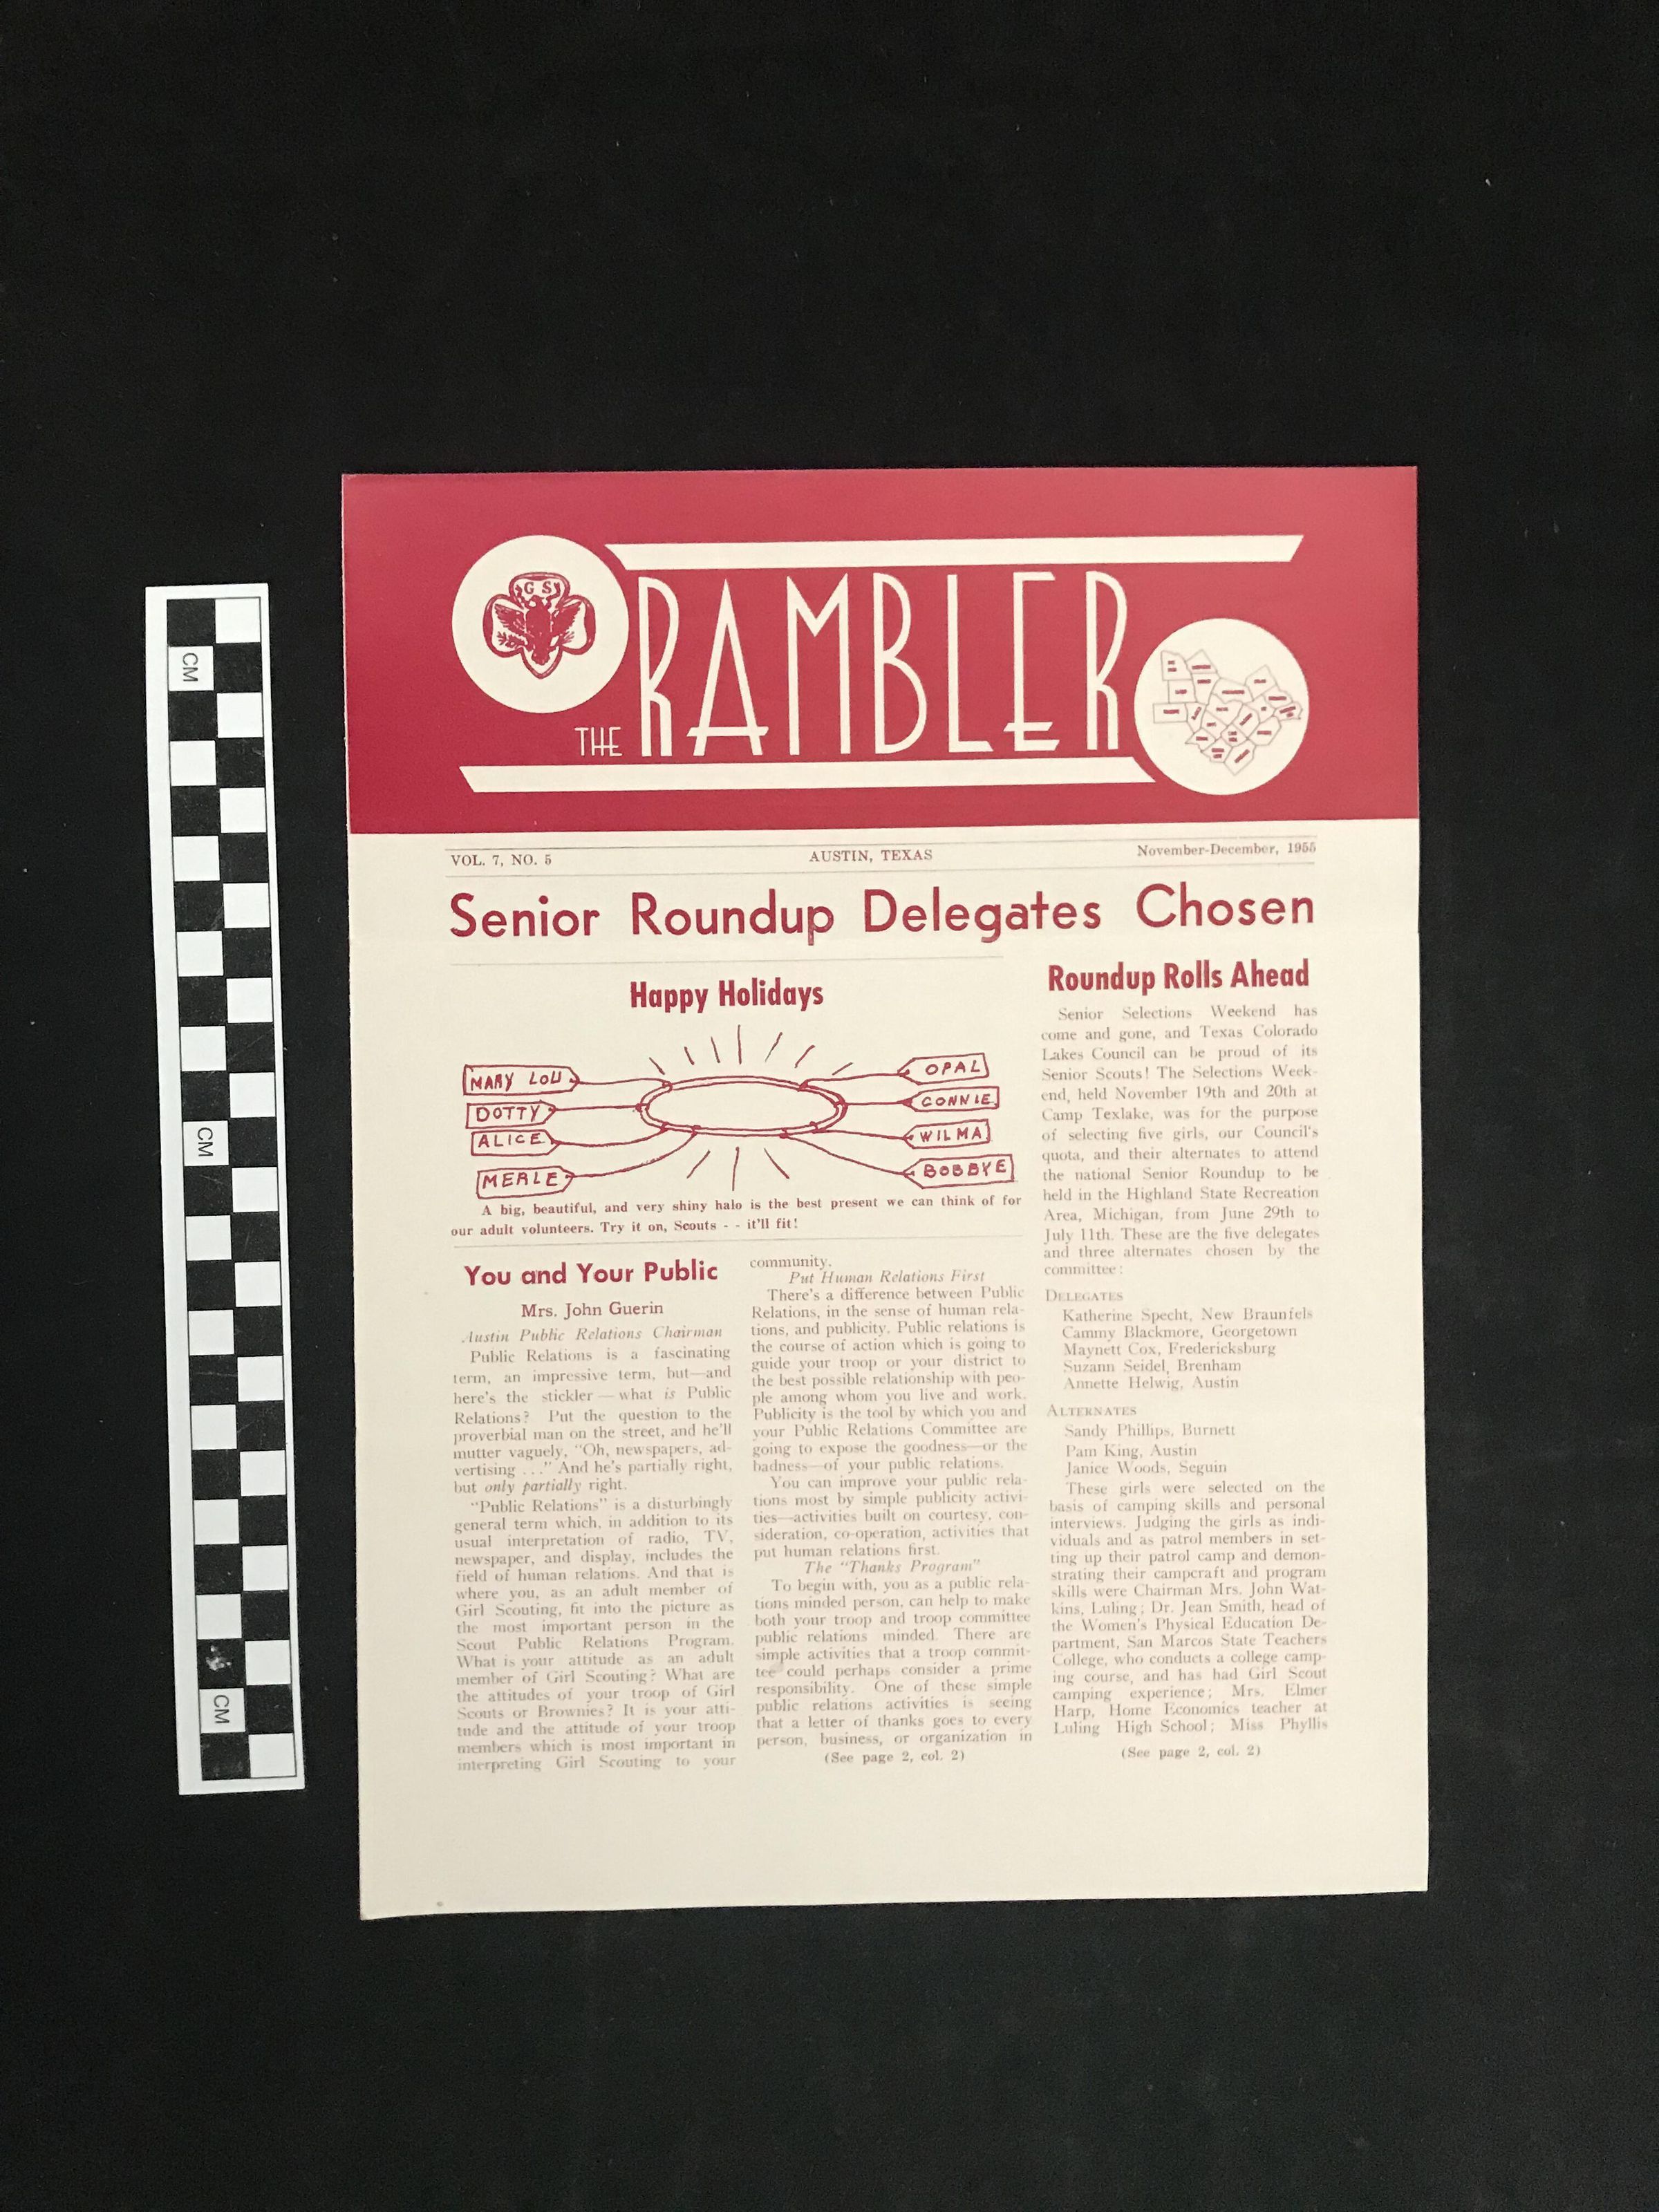 CM
CM
CM
G S
THE RAMBLER
VOL. 7, NO. 5
AUSTIN, TEXAS
November-December, 1955
Senior Roundup Delegates Chosen
Happy Holidays
MARY LOU
DOTTY
ALICE
MERLE
OPAL
CONNIE
WILMA
BOBBYE
A big, beautiful, and very shiny halo is the best present we can think of for
our adult volunteers. Try it on, Scouts - - it'll fit!
You and Your Public
Mrs. John Guerin
Austin Public Relations Chairman
Public Relations is a fascinating
term, an impressive term, but—and
here's the stickler — what is Public
Relations? Put the question to the
proverbial man on the street, and he'll
mutter vaguely, "Oh, newspapers, ad-
vertising ..." And he's partially right,
but only partially right.
"Public Relations" is a disturbingly
general term which, in addition to its
usual interpretation of radio, TV,
newspaper, and display, includes the
field of human relations. And that is
where you, as an adult member of
Girl Scouting, fit into the picture as
the most important person in the
Scout Public Relations Program.
What is your attitude as an adult
member of Girl Scouting? What are
the attitudes of your troop of Girl
Scouts or Brownies? It is your atti-
tude and the attitude of your troop
members which is most important in
interpreting Girl Scouting to your
community.
Put Human Relations First
There's a difference between Public
Relations, in the sense of human rela-
tions, and publicity. Public relations is
the course of action which is going to
guide your troop or your district to
the best possible relationship with peo-
ple among whom you live and work.
Publicity is the tool by which you and
your Public Relations Committee are
going to expose the goodness—or the
badness—of your public relations.
You can improve your public rela-
tions most by simple publicity activi-
ties—activities built on courtesy, con-
sideration, co-operation, activities that
put human relations first.
The "Thanks Program"
To begin with, you as a public rela-
tions minded person, can help to make
both your troop and troop committee
public relations minded. There are
simple activities that a troop commit-
tee could perhaps consider a prime
responsibility. One of these simple
public relations activities is seeing
that a letter of thanks goes to every
person, business, or organization in
(See page 2, col. 2)
Roundup Rolls Ahead
Senior Selections Weekend has
come and gone, and Texas Colorado
Lakes Council can be proud of its
Senior Scouts! The Selections Week-
end, held November 19th and 20th at
Camp Texlake, was for the purpose
of selecting five girls, our Council's
quota, and their alternates to attend
the national Senior Roundup to be
held in the Highland State Recreation
Area, Michigan, from June 29th to
July 11th. These are the five delegates
and three alternates chosen by the
committee:
DELEGATES
Katherine Specht, New Braunfels
Cammy Blackmore, Georgetown
Maynett Cox, Fredericksburg
Suzann Seidel, Brenham
Annette Helwig, Austin
ALTERNATES
Sandy Phillips, Burnett
Pam King, Austin
Janice Woods, Seguin
These girls were selected on the
basis of camping skills and personal
interviews. Judging the girls as indi-
viduals and as patrol members in set-
ting up their patrol camp and demon-
strating their campcraft and program
skills were Chairman Mrs. John Wat-
kins, Luling; Dr. Jean Smith, head of
the Women's Physical Education De-
partment, San Marcos State Teachers
College, who conducts a college camp-
ing course, and has had Girl Scout
camping experience; Mrs. Elmer
Harp, Home Economics teacher at
Luling High School; Miss Phyllis
(See page 2, col. 2)